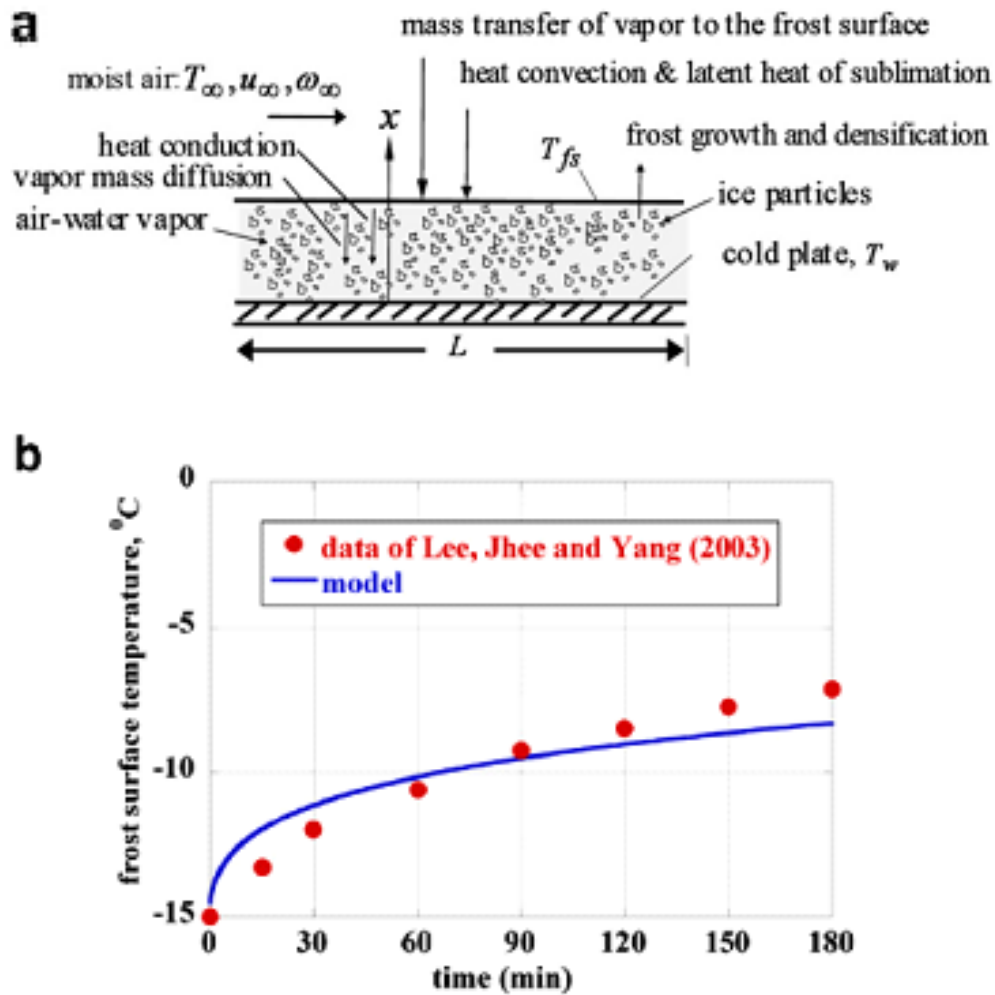 a
mass transfer of vapor to the frost surface
heat convection & latent heat of sublimation
moist air: T∞, u∞, ω∞
x
frost growth and densification
heat conduction
Tfs
vapor mass diffusion
ice particles
air-water vapor
cold plate, Tw
L
b
0
-5
-10
-15
frost surface temperature, ⁰C
data of Lee, Jhee and Yang (2003)
model
0 30 60 90 120 150 180
time (min)